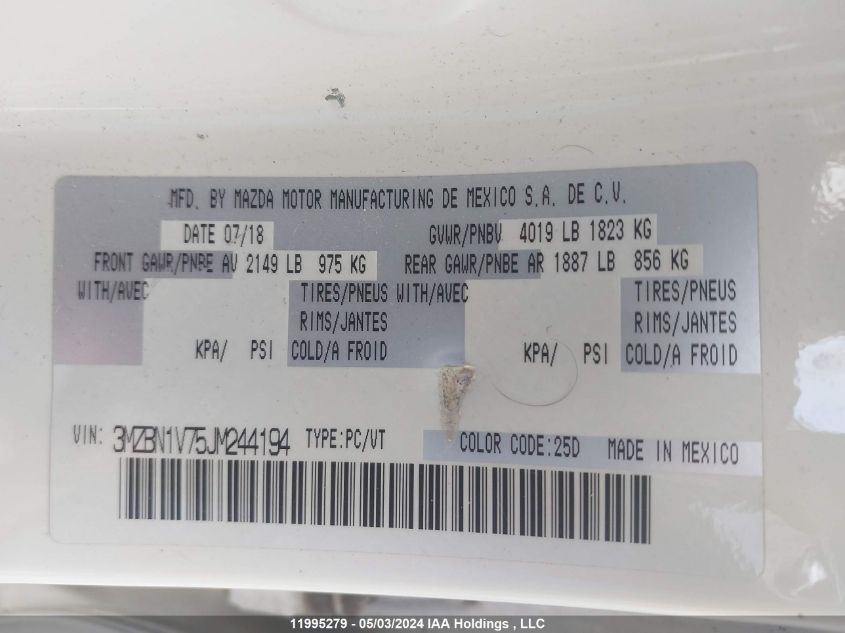 MFD. BY MAZDA MOTOR MANUFACTURING DE MEXICO S.A. DE C.V.
DATE 07/18 GVWR/PNBV 4019 LB 1823 KG
FRONT GAWR/PNBE AV 2149 LB 975 KG REAR GAWR/PNBE AR 1887 LB 856 KG
WITH/AVEC TIRES/PNEUS WITH/AVEC TIRES/PNEUS
RIMS/JANTES RIMS/JANTES
KPA/ PSI COLD/A FROID KPA/ PSI COLD/A FROID
VIN: 3MZBN1V75JM244194 TYPE:PC/VT COLOR CODE:25D MADE IN MEXICO
11995279 - 05/03/2024 IAA Holdings , LLC